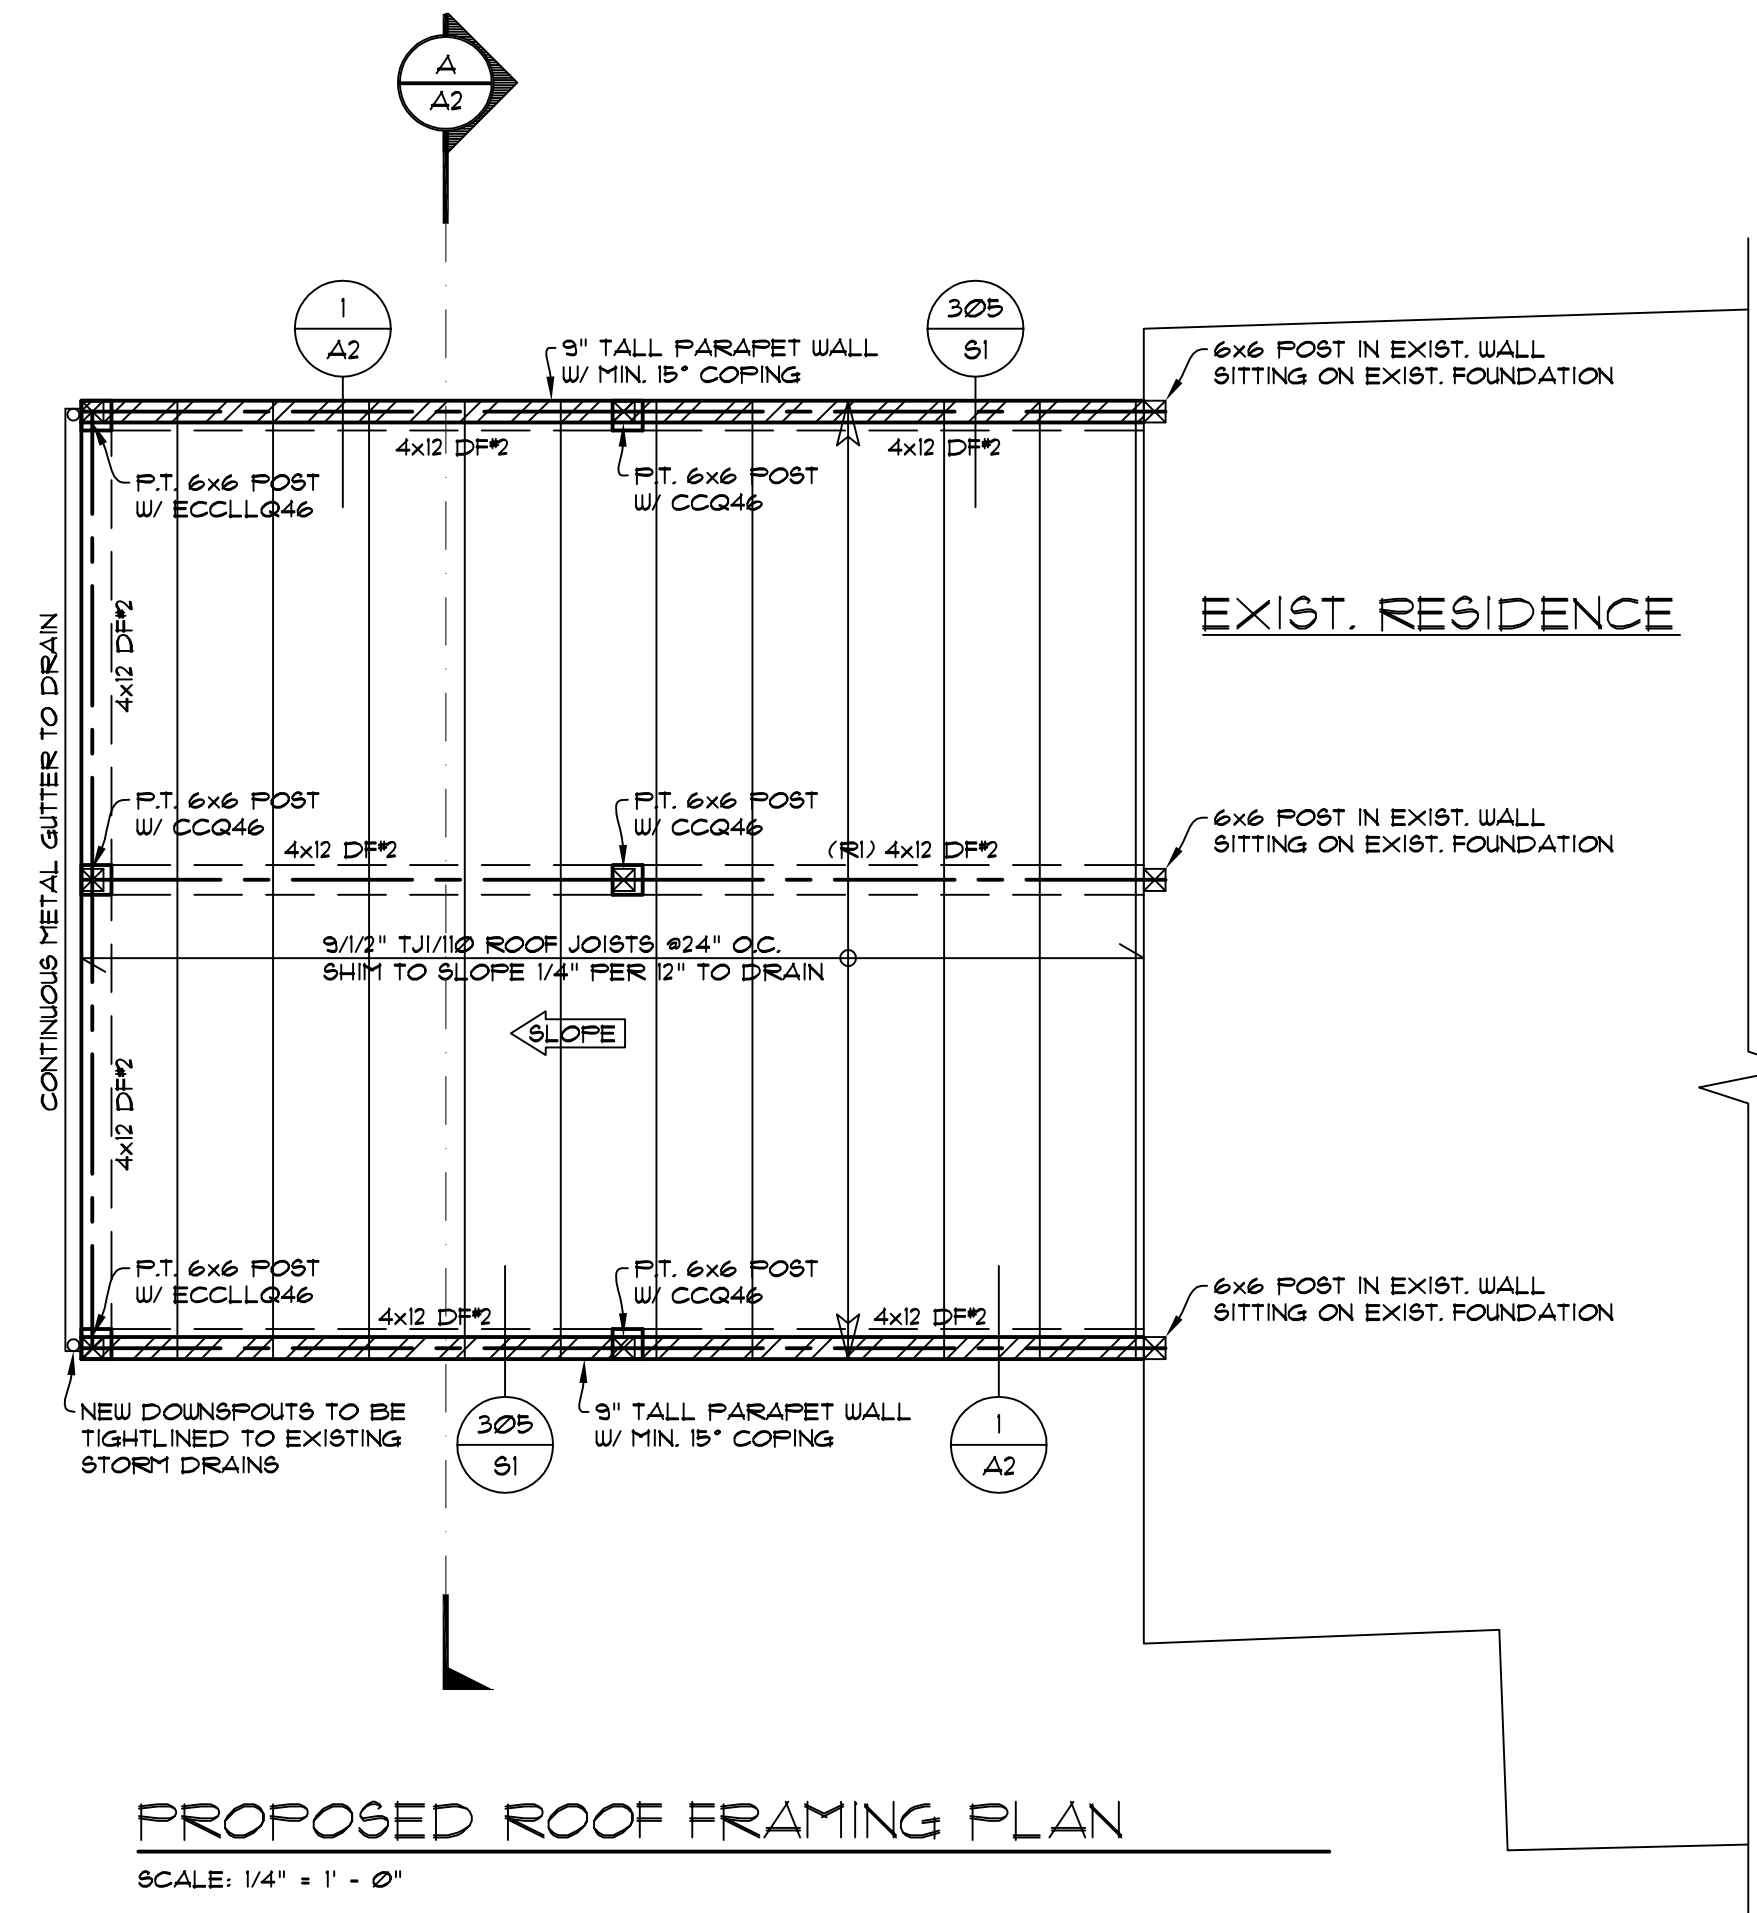 A
A2
1
A2
305
S1
9" TALL PARAPET WALL
W/ MIN. 15° COPING
6x6 POST IN EXIST. WALL
SITTING ON EXIST. FOUNDATION
4x12 DF#2
4x12 DF#2
P.T. 6x6 POST
W/ ECCLLQ46
P.T. 6x6 POST
W/ CCQ46
EXIST. RESIDENCE
4x12 DF#2
CONTINUOUS METAL GUTTER TO DRAIN
P.T. 6x6 POST
W/ CCQ46
P.T. 6x6 POST
W/ CCQ46
6x6 POST IN EXIST. WALL
SITTING ON EXIST. FOUNDATION
4x12 DF#2
(R1) 4x12 DF#2
9/1/2" TJI/110 ROOF JOISTS @24" O.C.
SHIM TO SLOPE 1/4" PER 12" TO DRAIN
SLOPE
4x12 DF#2
P.T. 6x6 POST
W/ ECCLLQ46
P.T. 6x6 POST
W/ CCQ46
6x6 POST IN EXIST. WALL
SITTING ON EXIST. FOUNDATION
4x12 DF#2
4x12 DF#2
NEW DOWNSPOUTS TO BE
TIGHTLINED TO EXISTING
STORM DRAINS
305
S1
9" TALL PARAPET WALL
W/ MIN. 15° COPING
1
A2
PROPOSED ROOF FRAMING PLAN
SCALE: 1/4" = 1' - 0"